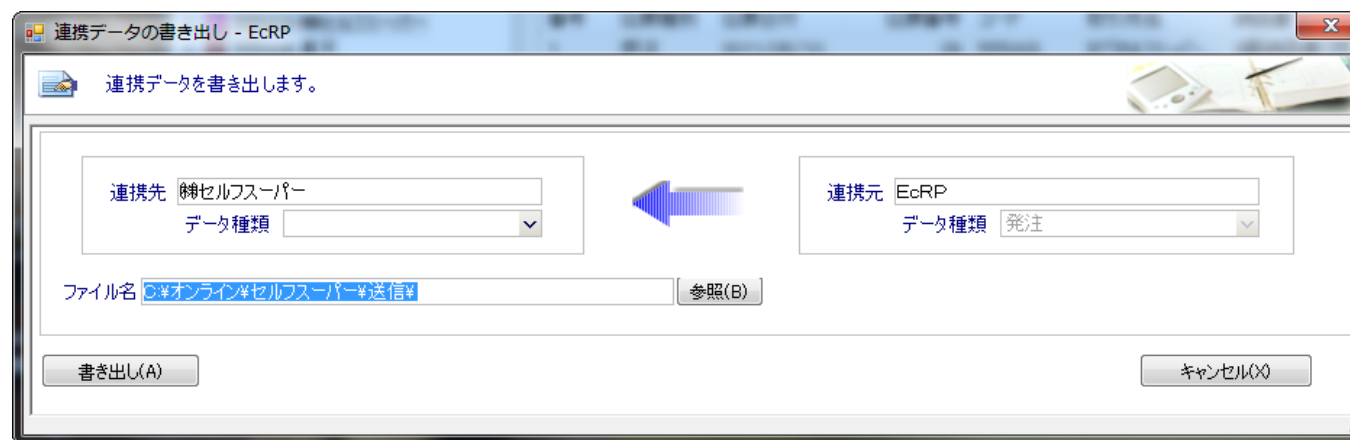 連携データの書き出し - EcRP
連携データを書き出します。
連携先 ㈱セルフスーパー
データ種類
連携元 EcRP
データ種類 発注
ファイル名 C:¥オンライン¥セルフスーパー¥送信¥
参照(B)
書き出し(A)
キャンセル(X)